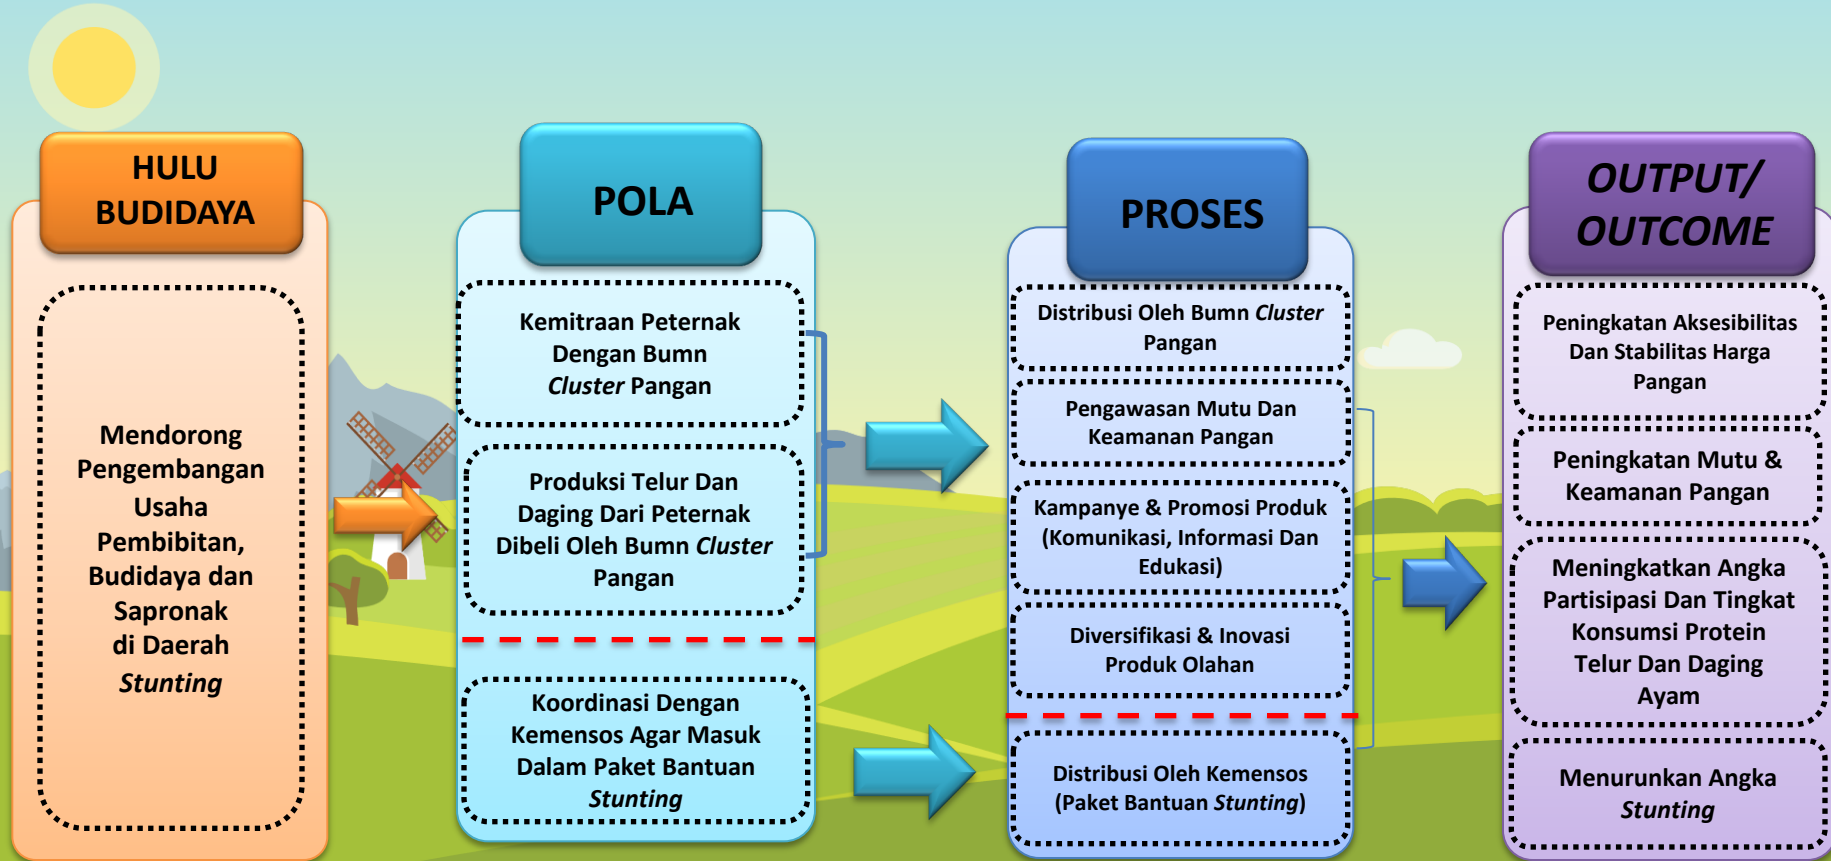 HULU
BUDIDAYA
Mendorong
Pengembangan
Usaha
Pembibitan,
Budidaya dan
Sapronak
di Daerah
Stunting
POLA
Kemitraan Peternak
Dengan Bumn
Cluster Pangan
Produksi Telur Dan
Daging Dari Peternak
Dibeli Oleh Bumn Cluster
Pangan
Koordinasi Dengan
Kemensos Agar Masuk
Dalam Paket Bantuan
Stunting
PROSES
Distribusi Oleh Bumn Cluster
Pangan
Pengawasan Mutu Dan
Keamanan Pangan
Kampanye & Promosi Produk
(Komunikasi, Informasi Dan
Edukasi)
Diversifikasi & Inovasi
Produk Olahan
Distribusi Oleh Kemensos
(Paket Bantuan Stunting)
OUTPUT/
OUTCOME
Peningkatan Aksesibilitas
Dan Stabilitas Harga
Pangan
Peningkatan Mutu &
Keamanan Pangan
Meningkatkan Angka
Partisipasi Dan Tingkat
Konsumsi Protein
Telur Dan Daging
Ayam
Menurunkan Angka
Stunting